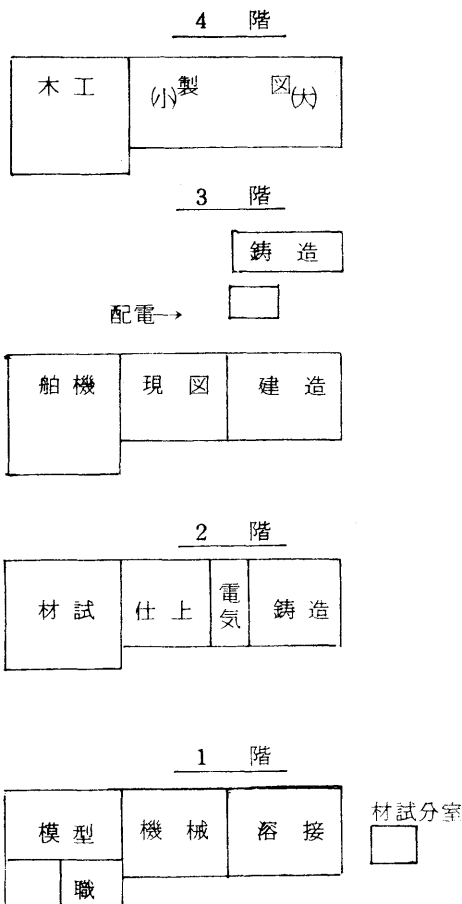 4 階
木工
(小)製 図(大)
3 階
鋳造
配電→
舶機 現図 建造
2 階
材試 仕上 電気 鋳造
1 階
材試分室
模型 機械 溶接
職